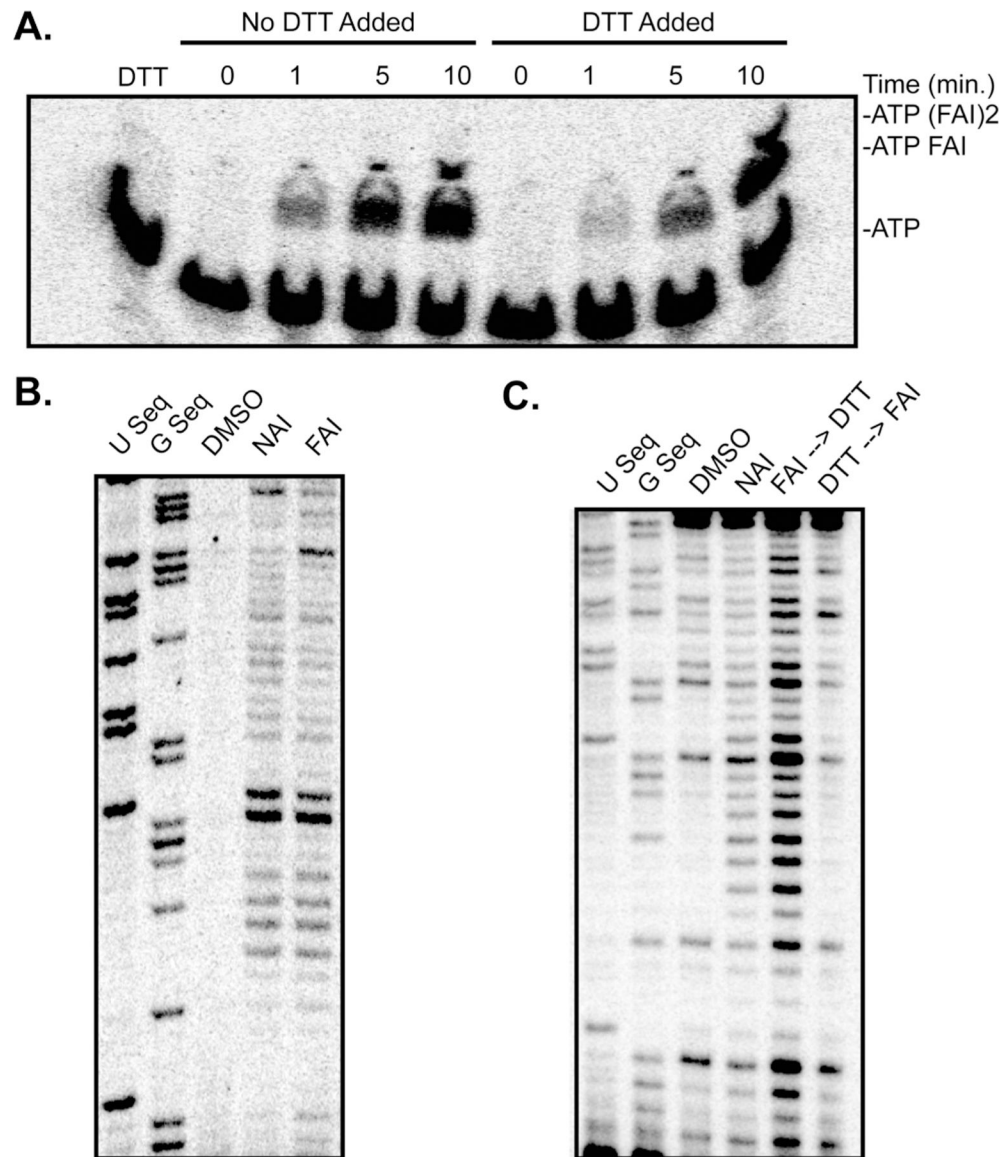 A.
No DTT Added DTT Added
DTT 0 1 5 10 0 1 5 10 Time (min.)
-ATP (FAI)2
-ATP FAI
-ATP
B.
U Seq
G Seq
DMSO
NAI
FAI
C.
U Seq
G Seq
DMSO
NAI
FAI --> DTT
DTT --> FAI